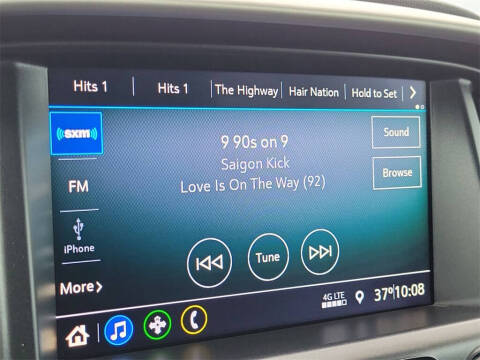 Hits 1 Hits 1 The Highway Hair Nation Hold to Set
sxm
9 90s on 9
Sound
Saigon Kick
FM
Love Is On The Way (92)
Browse
iPhone
Tune
More
4G LTE
37° 10:08